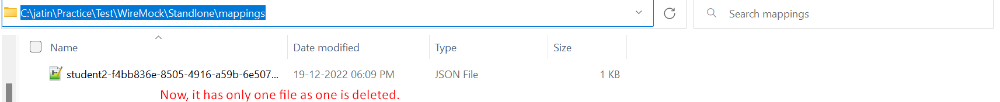 C:\jatin\Practice\Test\WireMock\Standlone\mappings
Search mappings
Name Date modified Type Size
student2-f4bb836e-8505-4916-a59b-6e507... 19-12-2022 06:09 PM JSON File 1 KB
Now, it has only one file as one is deleted.